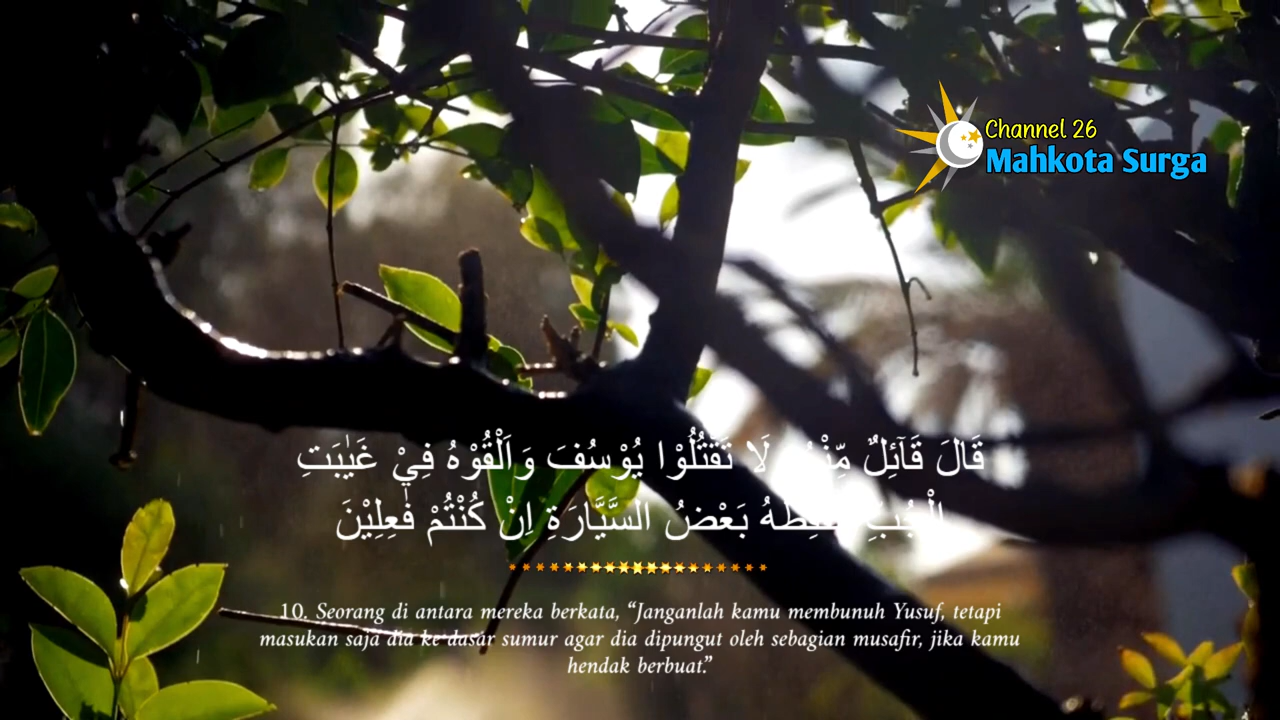 Channel 26
Mahkota Surga
قَالَ قَاۤئِلٌ مِّنْهُمْ لَا تَقْتُلُوْا يُوْسُفَ وَاَلْقُوْهُ فِيْ غَيٰبَتِ
الْجُبِّ يَلْتَقِطْهُ بَعْضُ السَّيَّارَةِ اِنْ كُنْتُمْ فٰعِلِيْنَ
10. Seorang di antara mereka berkata, “Janganlah kamu membunuh Yusuf, tetapi
masukan saja dia ke dasar sumur agar dia dipungut oleh sebagian musafir, jika kamu
hendak berbuat.”